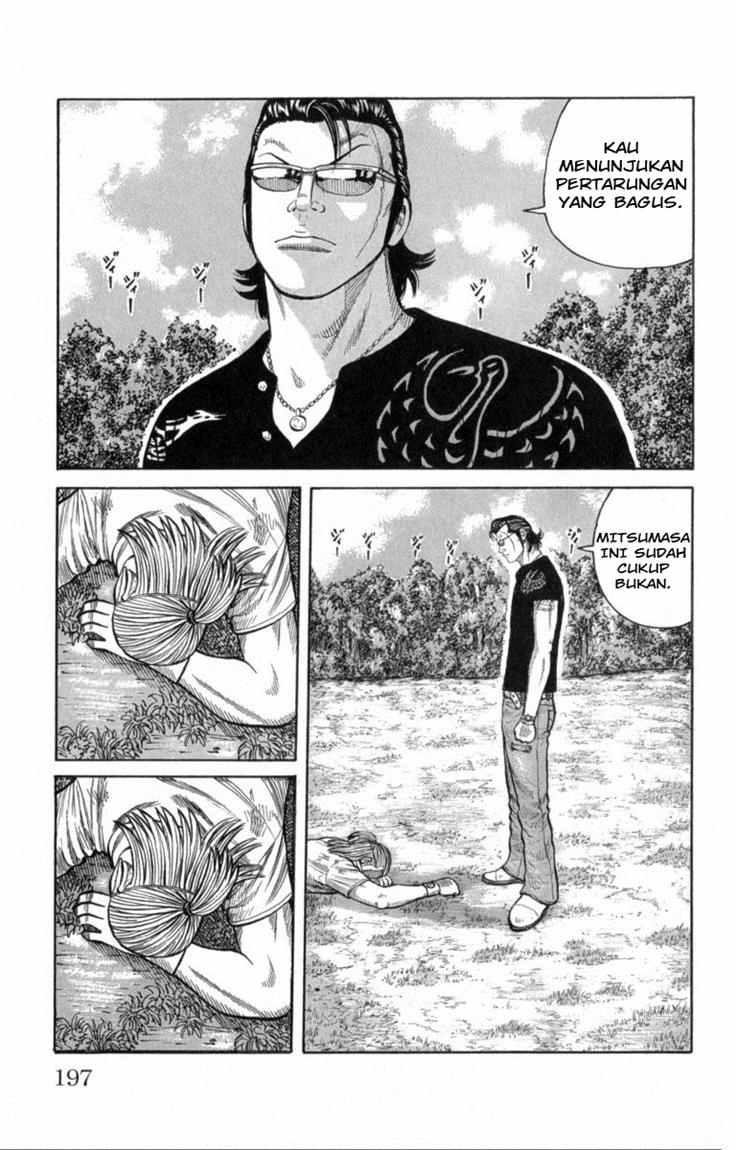 KAU
MENUNJUKAN
PERTARUNGAN
YANG BAGUS.
MITSUMASA
INI SUDAH
CUKUP
BUKAN.
197